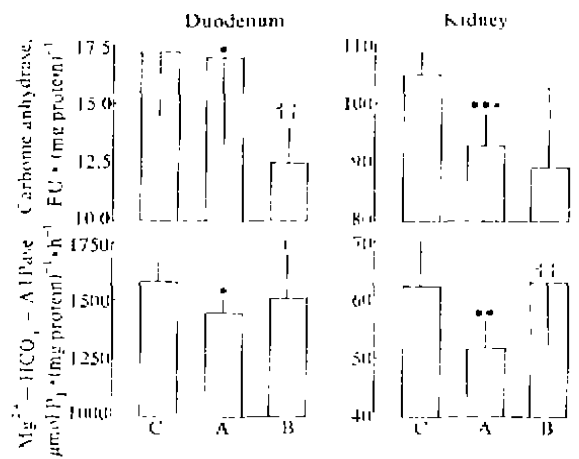 Duodenum
Kidney
Carbonic anhydrase,
EU • (mg protein)⁻¹
17.5
15.0
12.5
10.0
110
100
90
80
•
•••
††
Mg²⁺ – HCO₃ – ATPase
μmol P • (mg protein)⁻¹ • h⁻¹
1750
1500
1250
1000
70
60
50
40
•
••
††
C A B
C A B